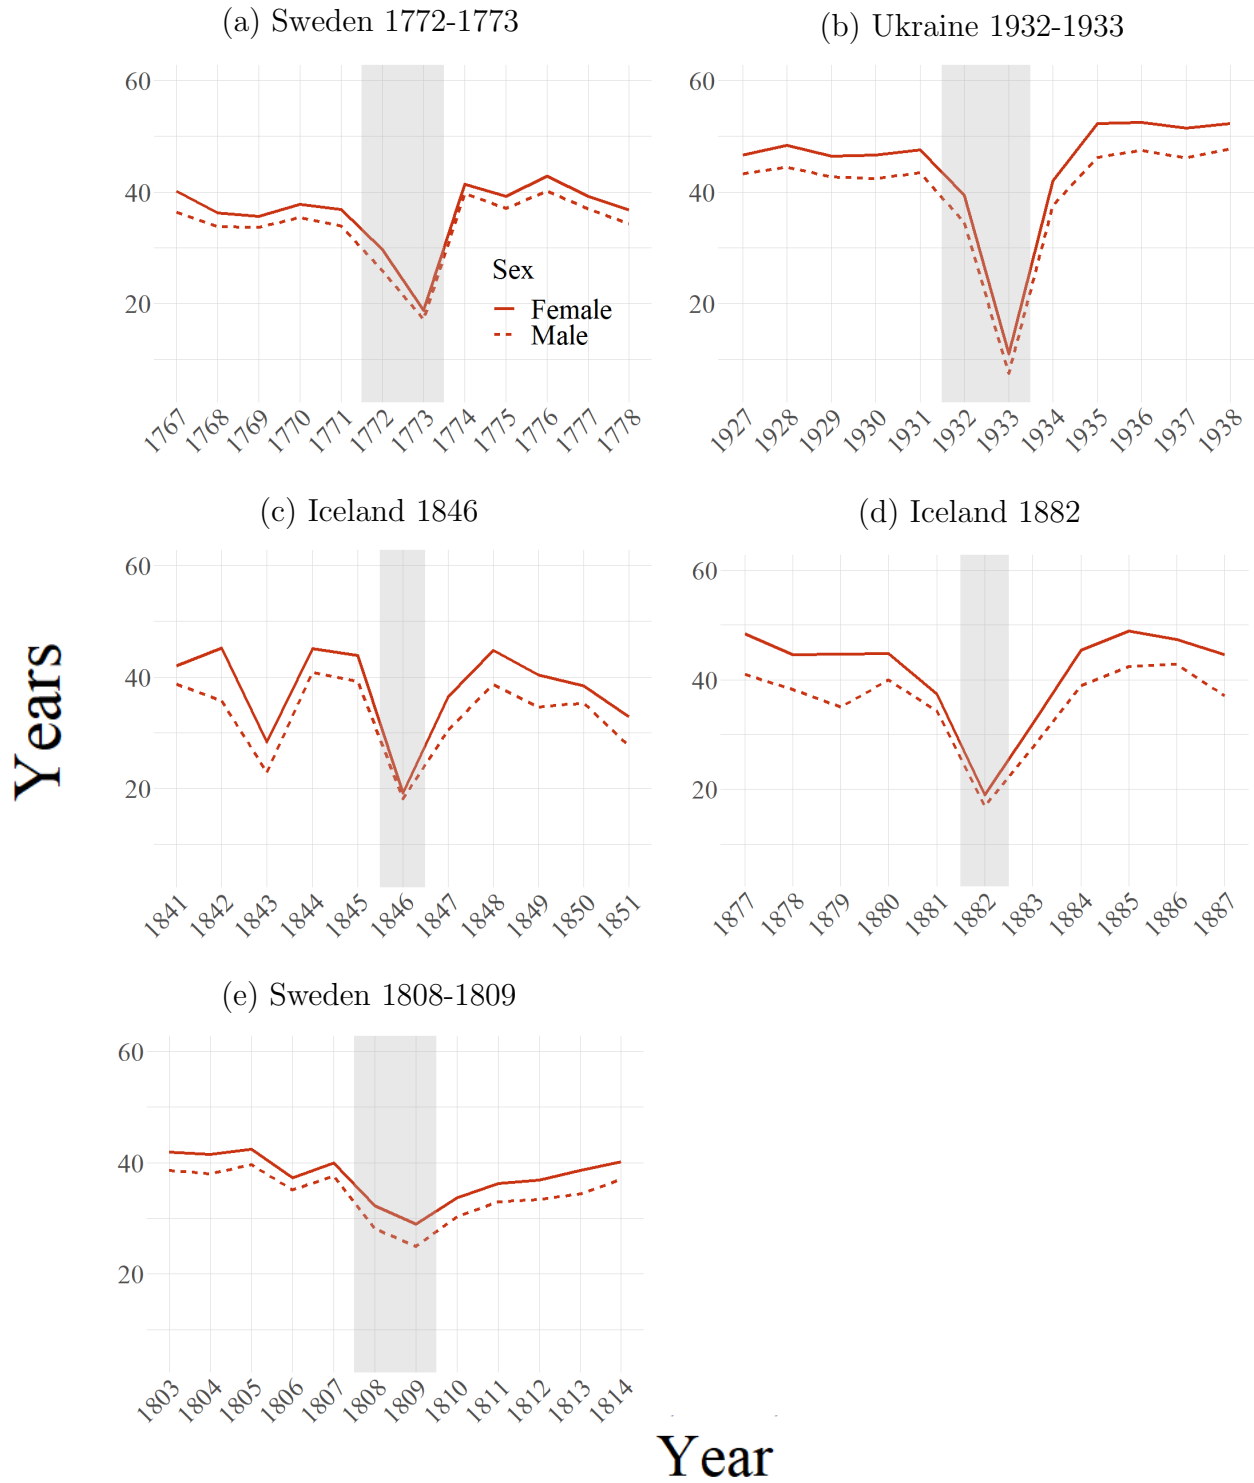 (a) Sweden 1772-1773
60
40
20
Sex
Female
Male
1767 1768 1769 1770 1771 1772 1773 1774 1775 1776 1777 1778
(b) Ukraine 1932-1933
60
40
20
1927 1928 1929 1930 1931 1932 1933 1934 1935 1936 1937 1938
(c) Iceland 1846
60
40
20
1841 1842 1843 1844 1845 1846 1847 1848 1849 1850 1851
(d) Iceland 1882
60
40
20
1877 1878 1879 1880 1881 1882 1883 1884 1885 1886 1887
Years
(e) Sweden 1808-1809
60
40
20
1803 1804 1805 1806 1807 1808 1809 1810 1811 1812 1813 1814
Year